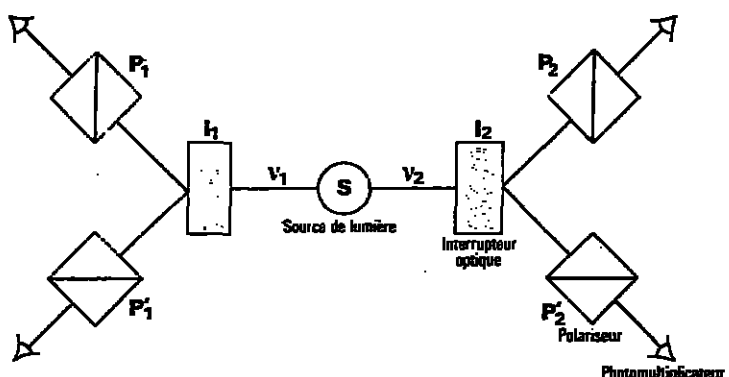 P₁
P₂
I₁
I₂
ν₁
S
ν₂
Source de lumière
Interrupteur
optique
P'₁
P'₂
Polariseur
Photomultiplicateur